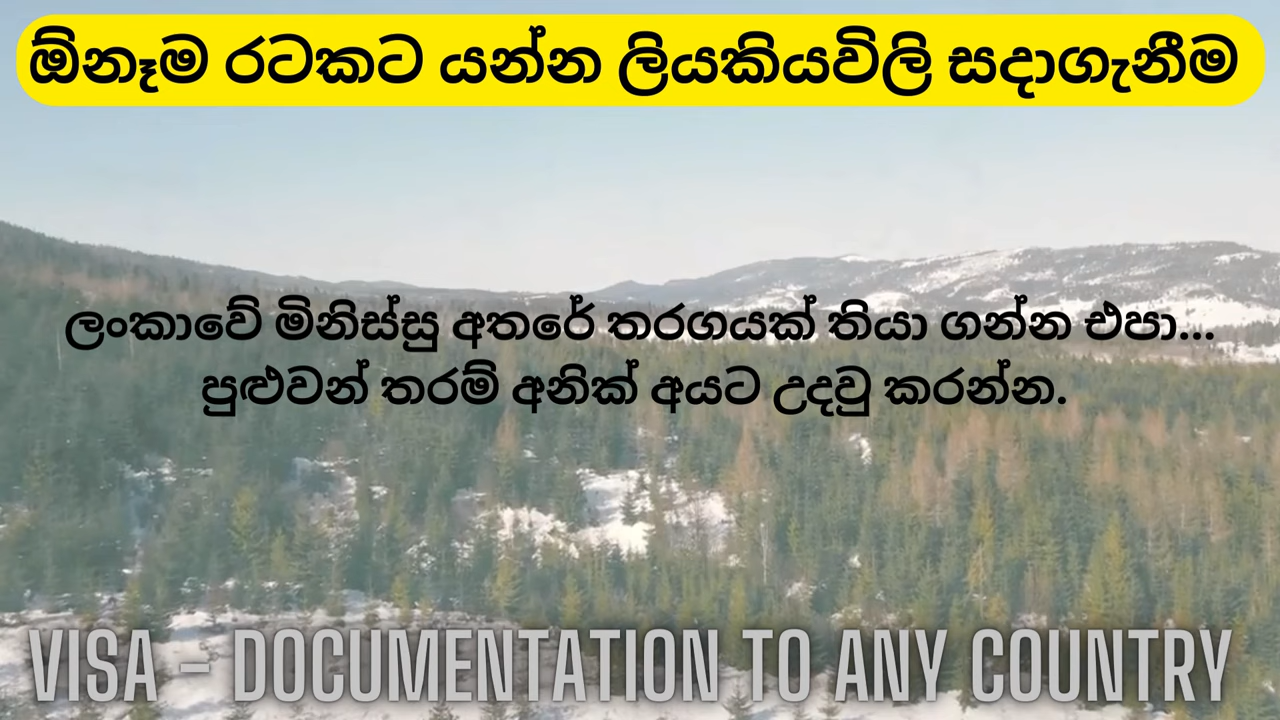 ඕනෑම රටකට යන්න ලියකියවිලි සදාගැනීම
ලංකාවේ මිනිස්සු අතරේ තරගයක් තියා ගන්න එපා...
පුළුවන් තරම් අනික් අයට උදවු කරන්න.
VISA - DOCUMENTATION TO ANY COUNTRY